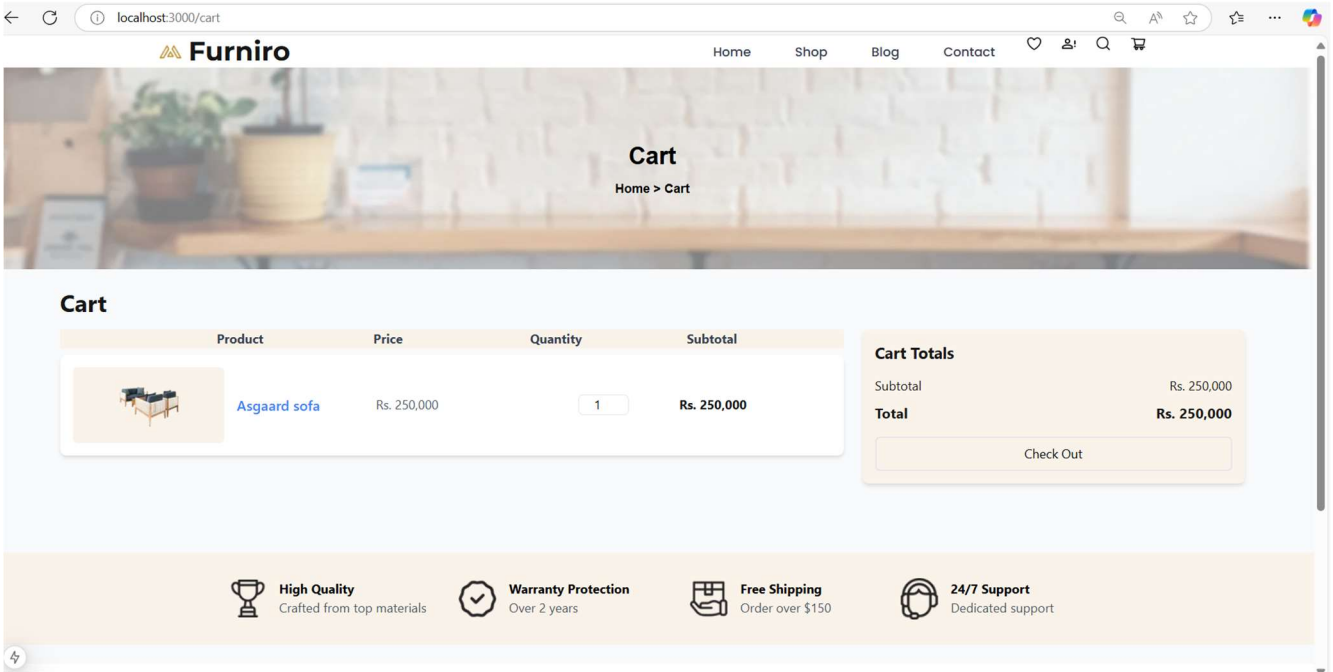 localhost:3000/cart
Furniro
Home Shop Blog Contact
Cart
Home > Cart
Cart
Product Price Quantity Subtotal
Asgaard sofa Rs. 250,000 1 Rs. 250,000
Cart Totals
Subtotal Rs. 250,000
Total Rs. 250,000
Check Out
High Quality
Crafted from top materials
Warranty Protection
Over 2 years
Free Shipping
Order over $150
24/7 Support
Dedicated support